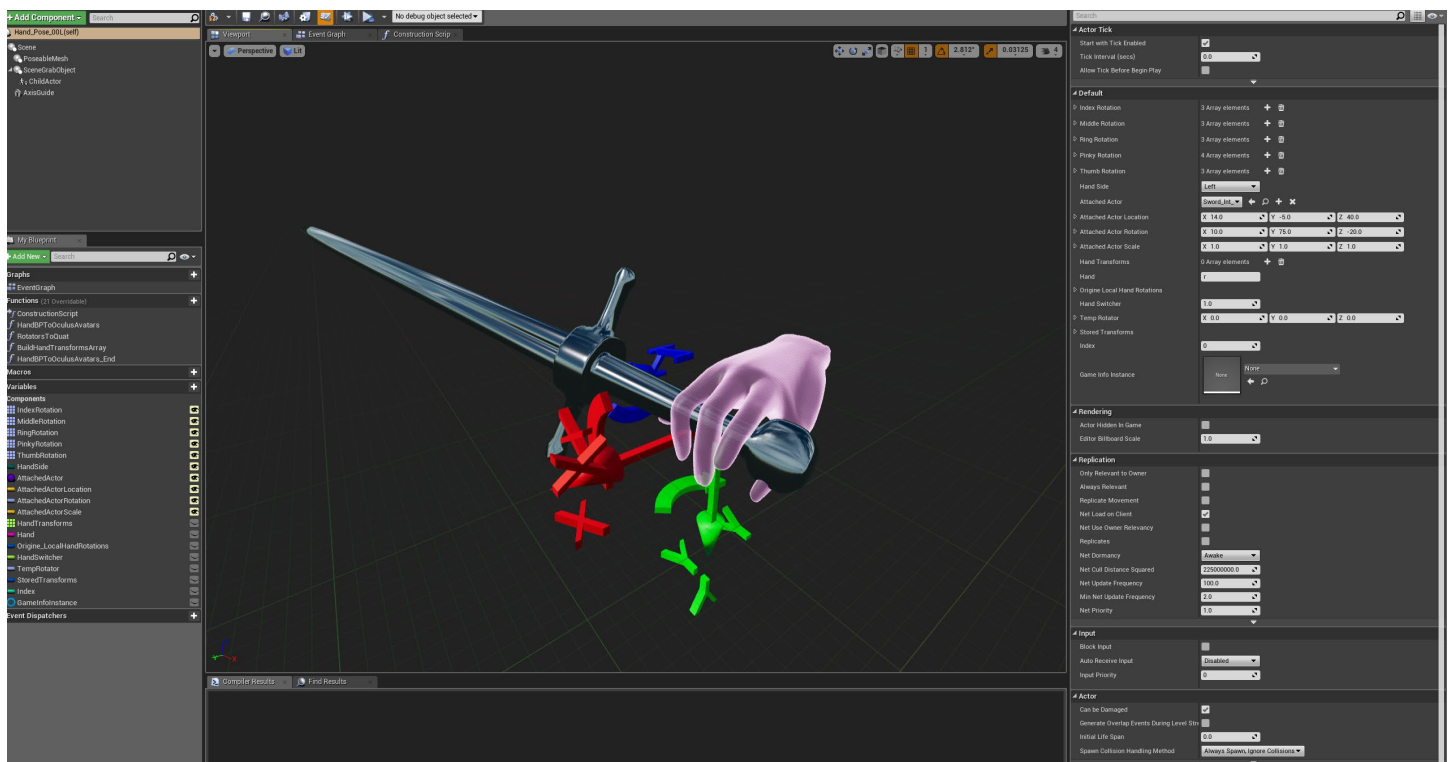 + Add Component
Search
No debug object selected
Hand_Pose_00L(self)
Scene
PoseableMesh
SceneGrabObject
ChildActor
AxisGuide
My Blueprint
+ Add New
Search
Graphs
EventGraph
Functions (21 Overridable)
ConstructionScript
HandBPToOculusAvatars
RotatorsToQuat
BuildHandTransformsArray
HandBPToOculusAvatars_End
Macros
Variables
Components
IndexRotation
MiddleRotation
RingRotation
PinkyRotation
ThumbRotation
HandSide
AttachedActor
AttachedActorLocation
AttachedActorRotation
AttachedActorScale
HandTransforms
Hand
Origine_LocalHandRotations
HandSwitcher
TempRotator
StoredTransforms
Index
GameInfoInstance
Event Dispatchers
Viewport
Event Graph
Construction Scrip
Perspective
Lit
1
2.812°
0.03125
4
X
X
X
Y
Y
Y
Z
X
Compiler Results
Find Results
Search
Actor Tick
Start with Tick Enabled
Tick Interval (secs) 0.0
Allow Tick Before Begin Play
Default
Index Rotation 3 Array elements
Middle Rotation 3 Array elements
Ring Rotation 3 Array elements
Pinky Rotation 4 Array elements
Thumb Rotation 3 Array elements
Hand Side Left
Attached Actor Sword_Int_
Attached Actor Location X 14.0 Y -5.0 Z 40.0
Attached Actor Rotation X 10.0 Y 75.0 Z -20.0
Attached Actor Scale X 1.0 Y 1.0 Z 1.0
Hand Transforms 0 Array elements
Hand r
Origine Local Hand Rotations
Hand Switcher 1.0
Temp Rotator X 0.0 Y 0.0 Z 0.0
Stored Transforms
Index 0
Game Info Instance None None
Rendering
Actor Hidden In Game
Editor Billboard Scale 1.0
Replication
Only Relevant to Owner
Always Relevant
Replicate Movement
Net Load on Client
Net Use Owner Relevancy
Replicates
Net Dormancy Awake
Net Cull Distance Squared 225000000.0
Net Update Frequency 100.0
Min Net Update Frequency 2.0
Net Priority 1.0
Input
Block Input
Auto Receive Input Disabled
Input Priority 0
Actor
Can be Damaged
Generate Overlap Events During Level Stre
Initial Life Span 0.0
Spawn Collision Handling Method Always Spawn, Ignore Collisions